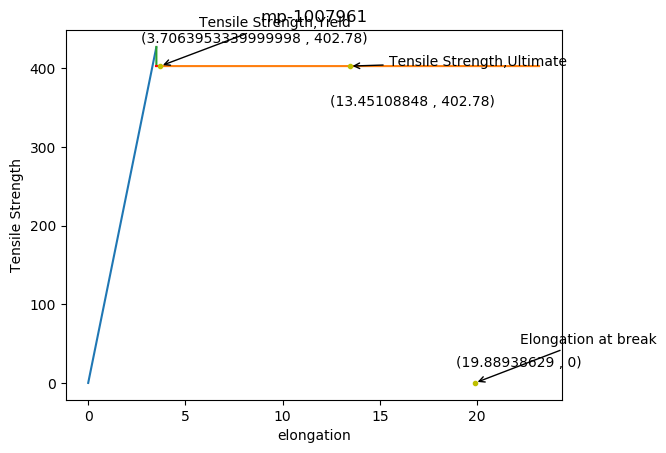 mp-1007961
Tensile Strength,Yield
(3.7063953339999998 , 402.78)
Tensile Strength,Ultimate
(13.45108848 , 402.78)
Elongation at break
(19.88938629 , 0)
Tensile Strength
400
300
200
100
0
0 5 10 15 20
elongation